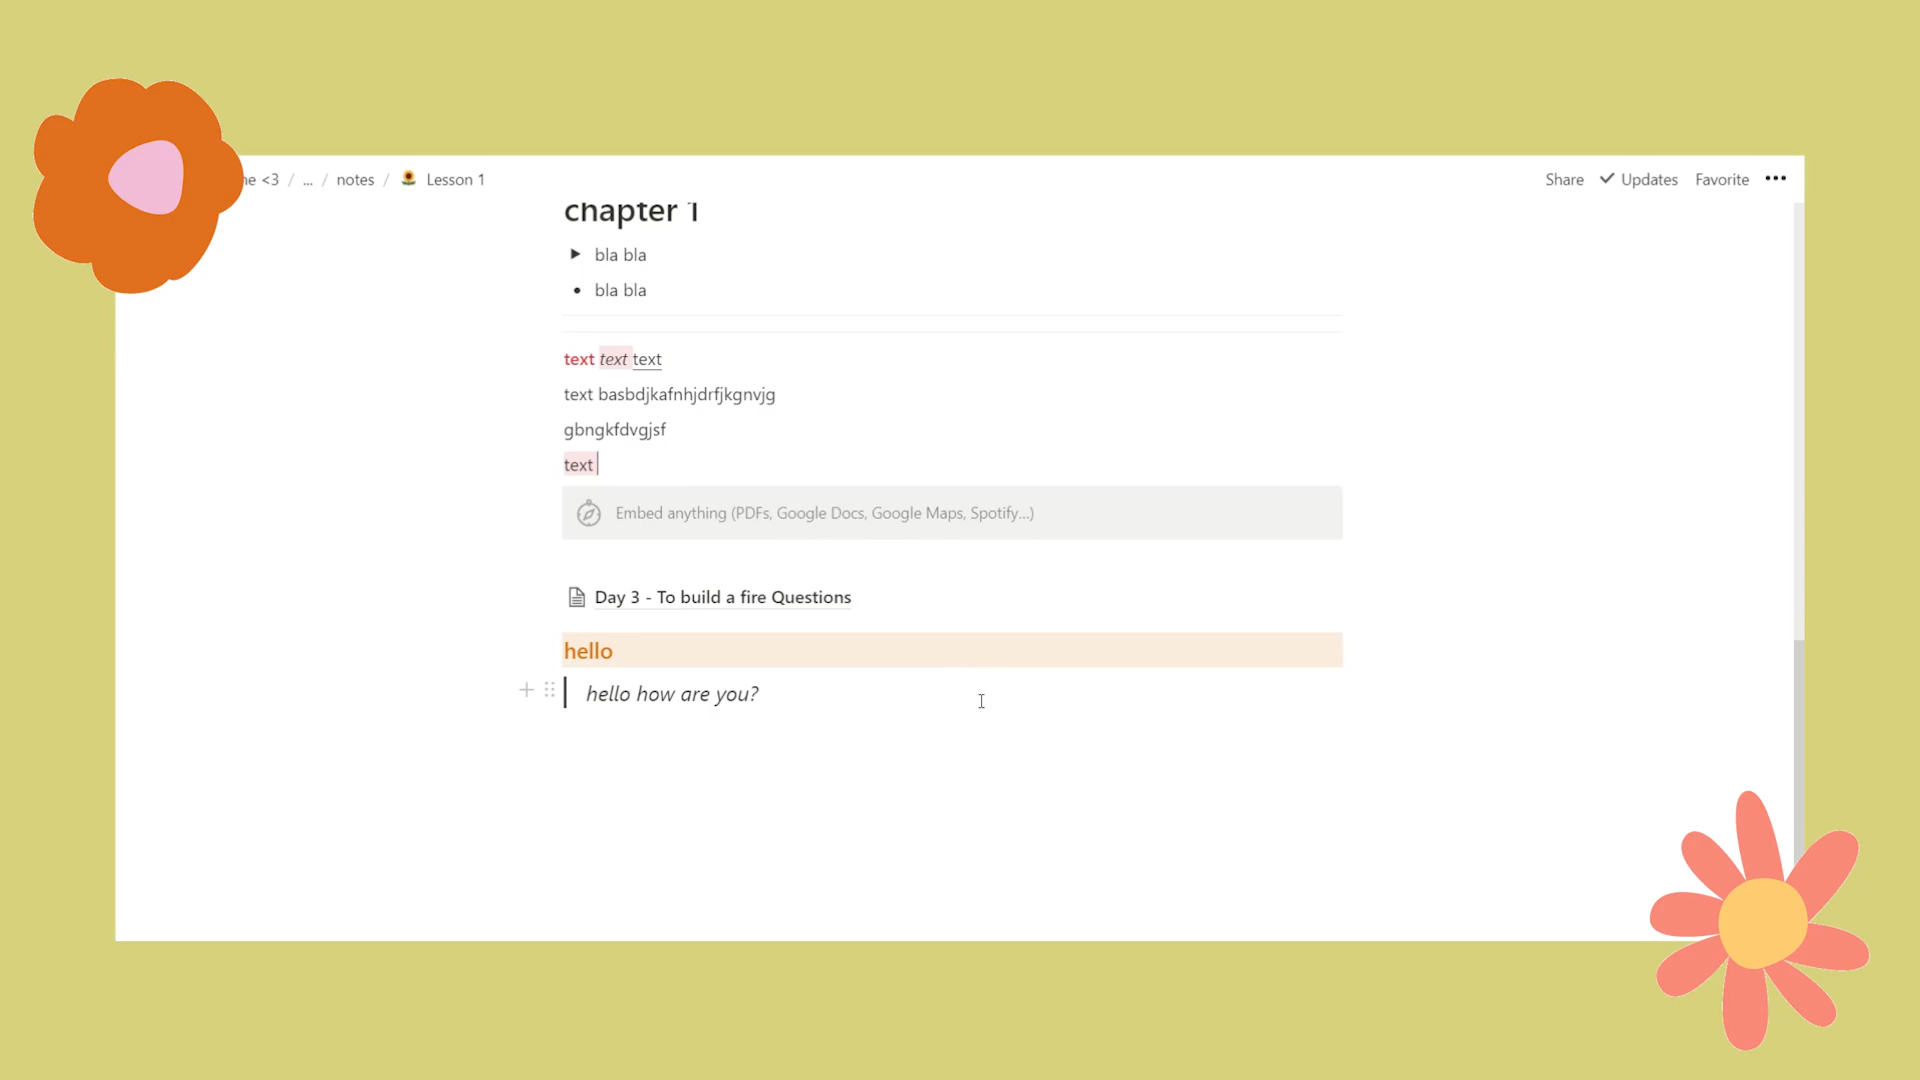 ne <3 / ... / notes / Lesson 1
Share Updates Favorite
chapter 1
bla bla
bla bla
text text text
text basbdjkafnhjdrfjkgnvjg
gbngkfdvgjsf
text
Embed anything (PDFs, Google Docs, Google Maps, Spotify...)
Day 3 - To build a fire Questions
hello
hello how are you?